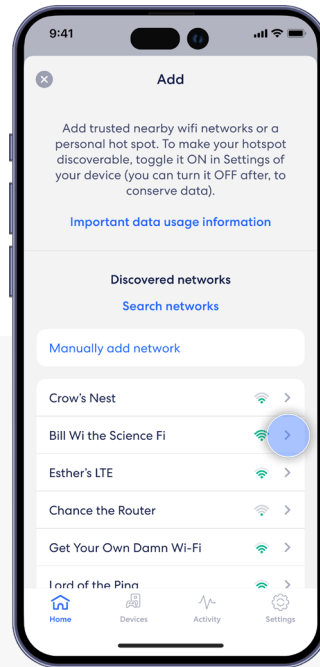 9:41
Add
Add trusted nearby wifi networks or a
personal hot spot. To make your hotspot
discoverable, toggle it ON in Settings of
your device (you can turn it OFF after, to
conserve data).
Important data usage information
Discovered networks
Search networks
Manually add network
Crow's Nest
Bill Wi the Science Fi
Esther's LTE
Chance the Router
Get Your Own Damn Wi-Fi
Lord of the Ping
Home Devices Activity Settings